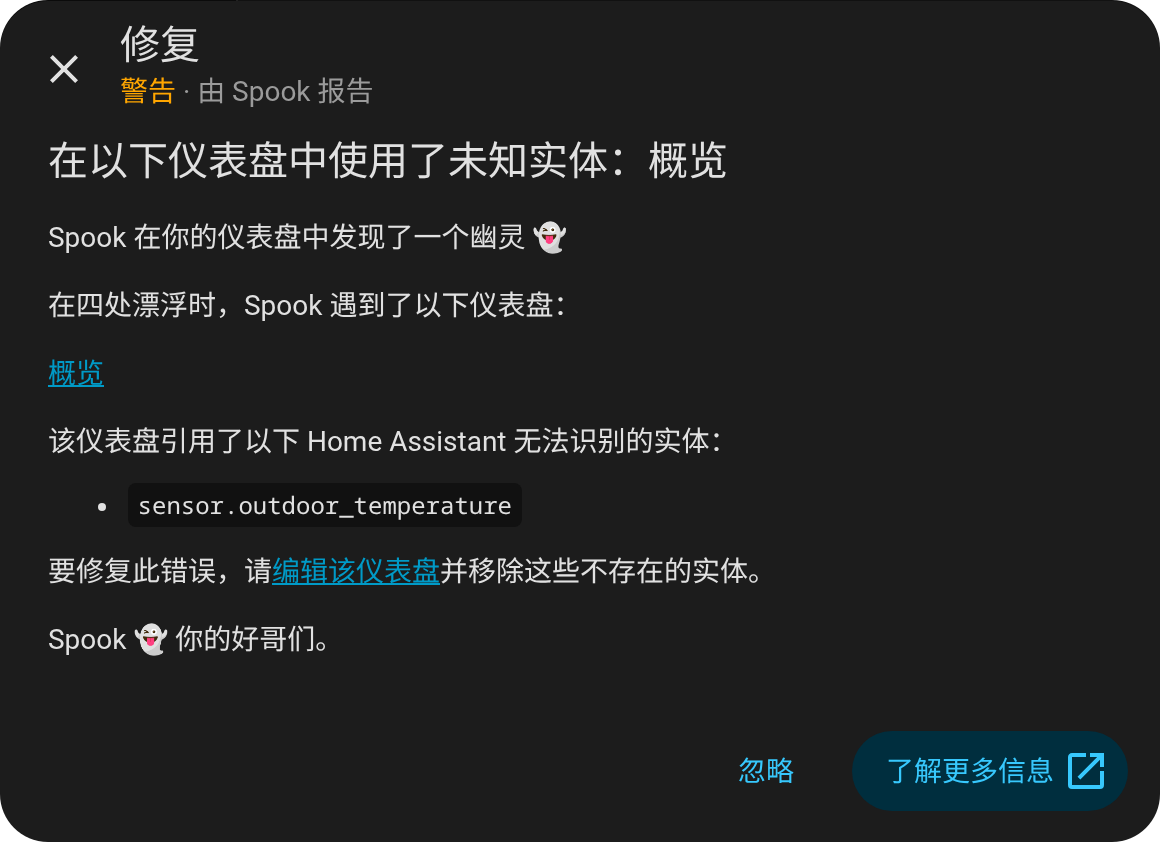 修复
警告 · 由 Spook 报告
在以下仪表盘中使用了未知实体：概览
Spook 在你的仪表盘中发现了一个幽灵 👻
在四处漂浮时，Spook 遇到了以下仪表盘：
概览
该仪表盘引用了以下 Home Assistant 无法识别的实体：
• sensor.outdoor_temperature
要修复此错误，请编辑该仪表盘并移除这些不存在的实体。
Spook 👻 你的好哥们。
忽略
了解更多信息